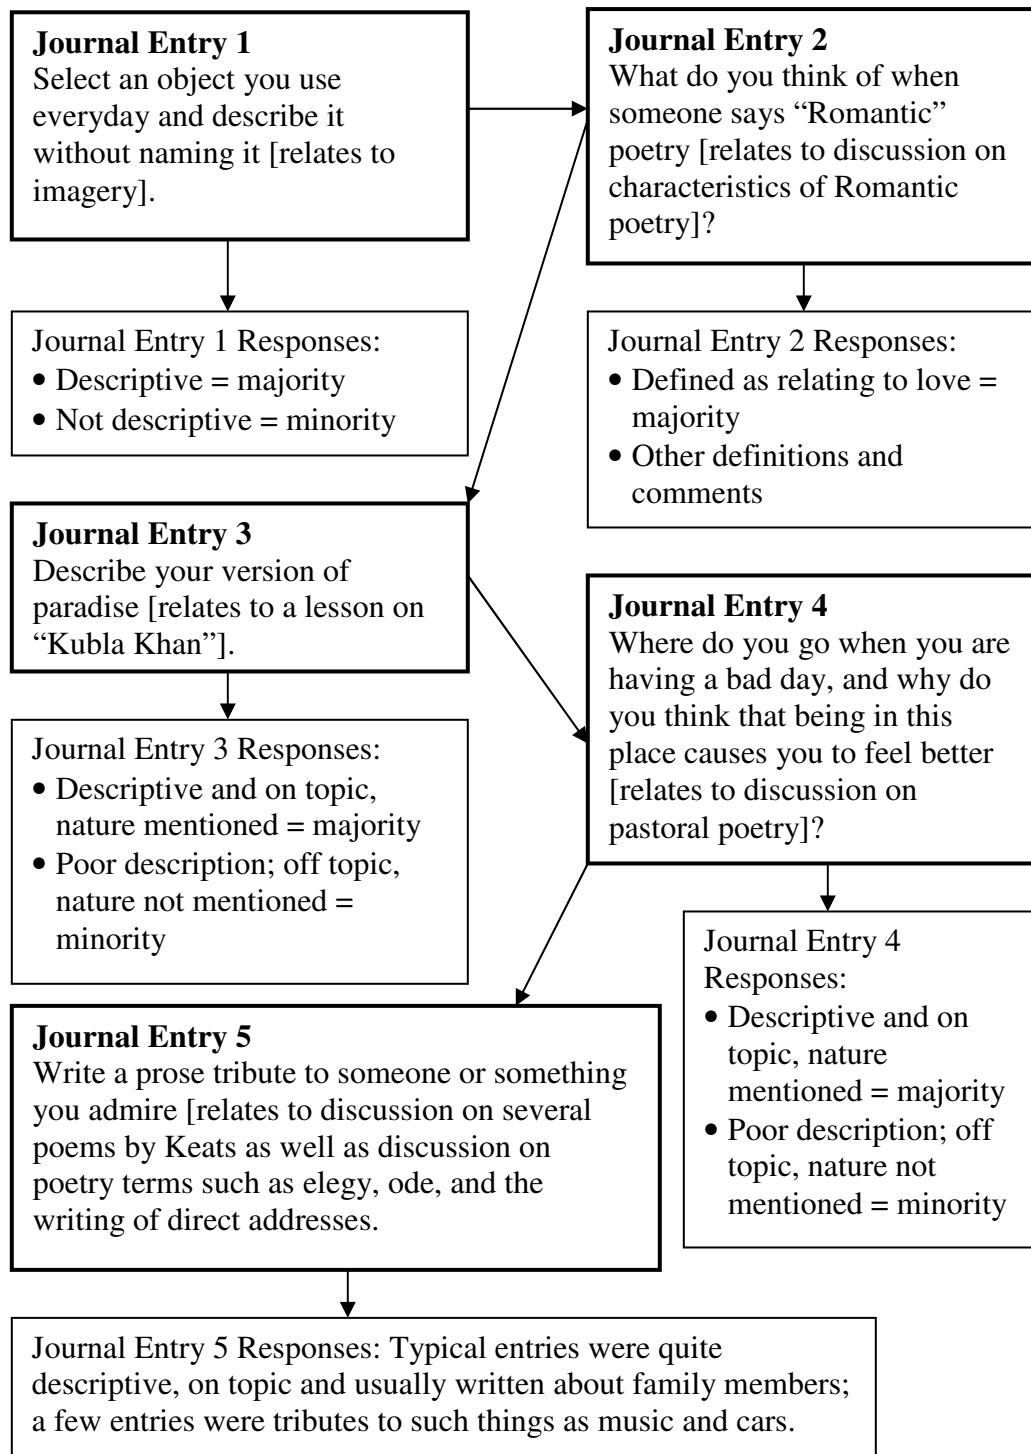 Journal Entry 1
Select an object you use
everyday and describe it
without naming it [relates to
imagery].
Journal Entry 2
What do you think of when
someone says “Romantic”
poetry [relates to discussion on
characteristics of Romantic
poetry]?
Journal Entry 1 Responses:
• Descriptive = majority
• Not descriptive = minority
Journal Entry 2 Responses:
• Defined as relating to love =
majority
• Other definitions and
comments
Journal Entry 3
Describe your version of
paradise [relates to a lesson on
“Kubla Khan”].
Journal Entry 4
Where do you go when you are
having a bad day, and why do
you think that being in this
place causes you to feel better
[relates to discussion on
pastoral poetry]?
Journal Entry 3 Responses:
• Descriptive and on topic,
nature mentioned = majority
• Poor description; off topic,
nature not mentioned =
minority
Journal Entry 4
Responses:
• Descriptive and on
topic, nature
mentioned = majority
• Poor description; off
topic, nature not
mentioned = minority
Journal Entry 5
Write a prose tribute to someone or something
you admire [relates to discussion on several
poems by Keats as well as discussion on
poetry terms such as elegy, ode, and the
writing of direct addresses.
Journal Entry 5 Responses: Typical entries were quite
descriptive, on topic and usually written about family members;
a few entries were tributes to such things as music and cars.